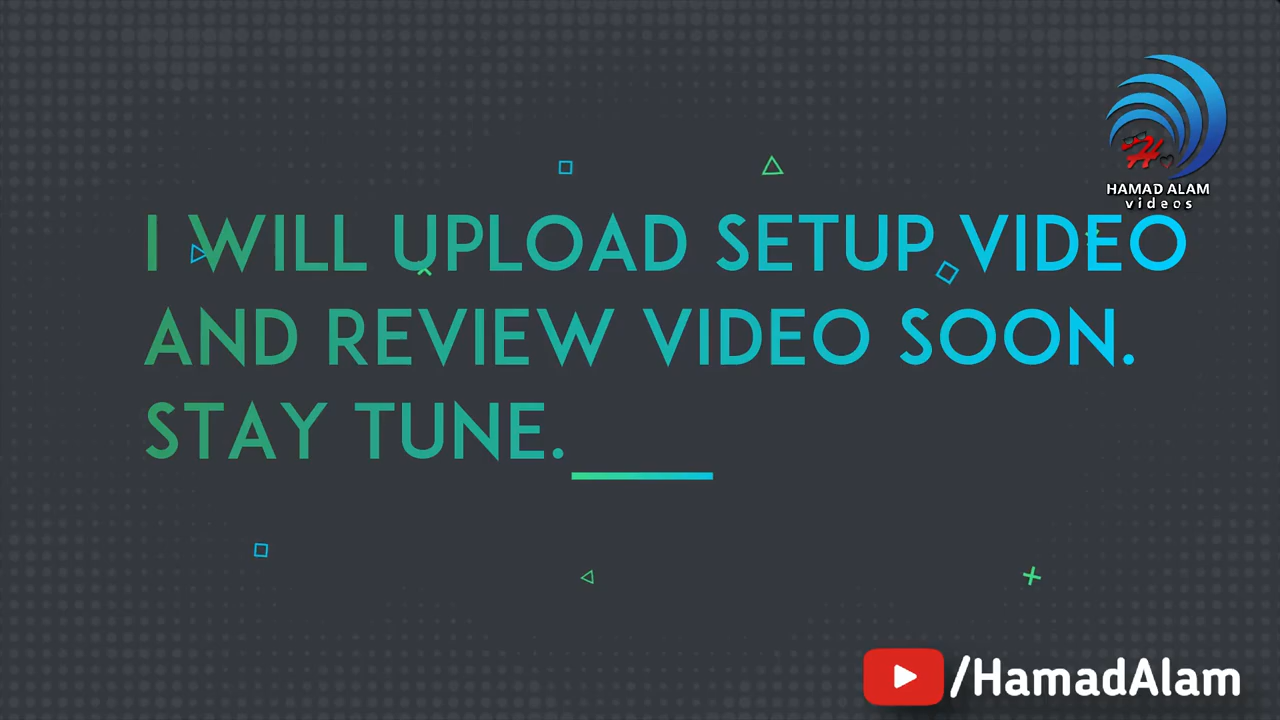 HAMAD ALAM
videos
I WILL UPLOAD SETUP VIDEO
AND REVIEW VIDEO SOON.
STAY TUNE.
/HamadAlam